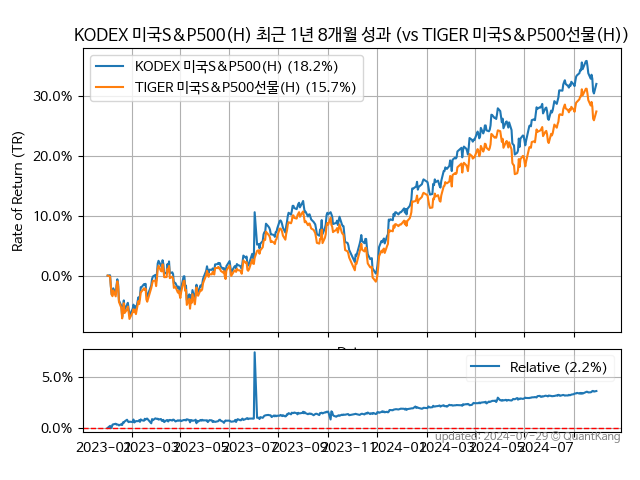 KODEX 미국S&P500(H) 최근 1년 8개월 성과 (vs TIGER 미국S&P500선물(H))
KODEX 미국S&P500(H) (18.2%)
TIGER 미국S&P500선물(H) (15.7%)
Rate of Return (TR)
30.0%
20.0%
10.0%
0.0%
Relative (2.2%)
5.0%
0.0%
2023-01 2023-03 2023-05 2023-07 2023-09 2023-11 2024-01 2024-03 2024-05 2024-07
updated: 2024-07-29 © QuantKang